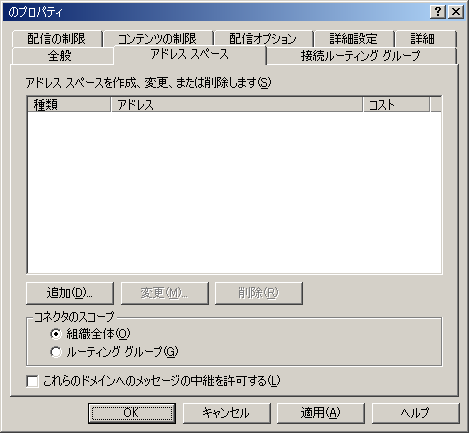 のプロパティ
配信の制限 コンテンツの制限 配信オプション 詳細設定 詳細
全般 アドレス スペース 接続ルーティング グループ
アドレス スペースを作成、変更、または削除します(S)
種類 アドレス コスト
追加(D)... 変更(M)... 削除(R)
コネクタのスコープ
組織全体(O)
ルーティング グループ(G)
これらのドメインへのメッセージの中継を許可する(L)
OK キャンセル 適用(A) ヘルプ